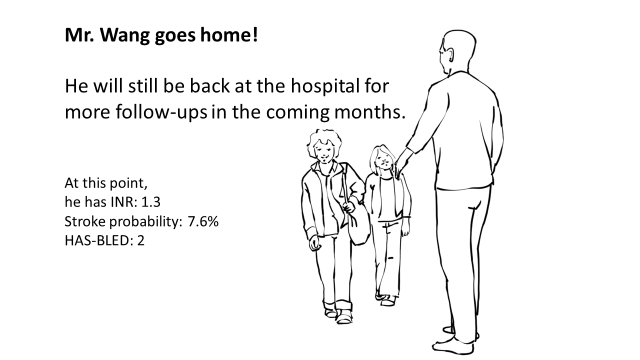 Mr. Wang goes home!
He will still be back at the hospital for
more follow-ups in the coming months.
At this point,
he has INR: 1.3
Stroke probability: 7.6%
HAS-BLED: 2